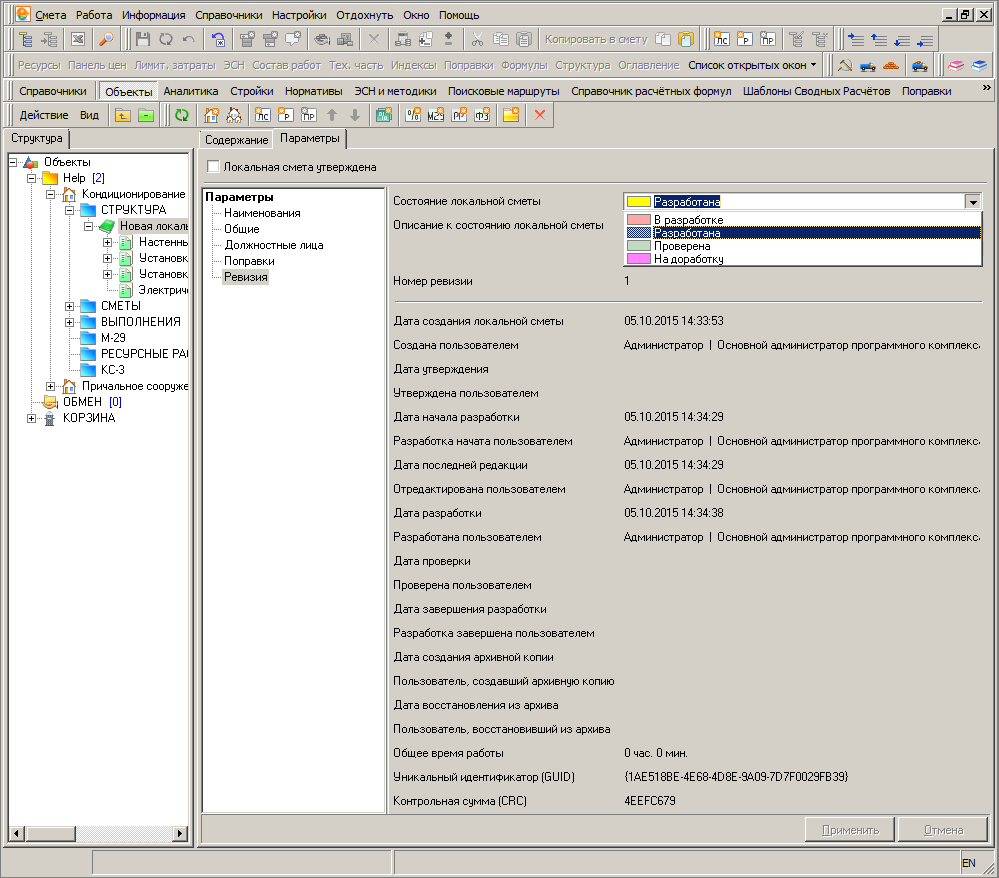 Смета Работа Информация Справочники Настройки Отдохнуть Окно Помощь
Копировать в смету ЛС Р ПР
Ресурсы Панель цен Лимит. затраты ЭСН Состав работ Тех. часть Индексы Поправки Формулы Структура Оглавление Список открытых окон
Справочники Объекты Аналитика Стройки Нормативы ЭСН и методики Поисковые маршруты Справочник расчётных формул Шаблоны Сводных Расчётов Поправки »
Действие Вид ЛС Р ПР % М29 РР ФЗ
Структура
Содержание Параметры
Объекты
Help [2]
Кондиционирование
СТРУКТУРА
Новая локаль
Настенны
Установк
Установк
Электрич
СМЕТЫ
ВЫПОЛНЕНИЯ
М-29
РЕСУРСНЫЕ РА
КС-3
Причальное сооруже
ОБМЕН [0]
КОРЗИНА
Локальная смета утверждена
Параметры
Наименования
Общие
Должностные лица
Поправки
Ревизия
Состояние локальной сметы Разработана
В разработке
Разработана
Проверена
На доработку
Описание к состоянию локальной сметы
Номер ревизии 1
Дата создания локальной сметы 05.10.2015 14:33:53
Создана пользователем Администратор | Основной администратор программного комплекс
Дата утверждения
Утверждена пользователем
Дата начала разработки 05.10.2015 14:34:29
Разработка начата пользователем Администратор | Основной администратор программного комплекс
Дата последней редакции 05.10.2015 14:34:29
Отредактирована пользователем Администратор | Основной администратор программного комплекс
Дата разработки 05.10.2015 14:34:38
Разработана пользователем Администратор | Основной администратор программного комплекс
Дата проверки
Проверена пользователем
Дата завершения разработки
Разработка завершена пользователем
Дата создания архивной копии
Пользователь, создавший архивную копию
Дата восстановления из архива
Пользователь, восстановивший из архива
Общее время работы 0 час. 0 мин.
Уникальный идентификатор (GUID) {1AE518BE-4E68-4D8E-9A09-7D7F0029FB39}
Контрольная сумма (CRC) 4EEFC679
Применить Отмена
EN